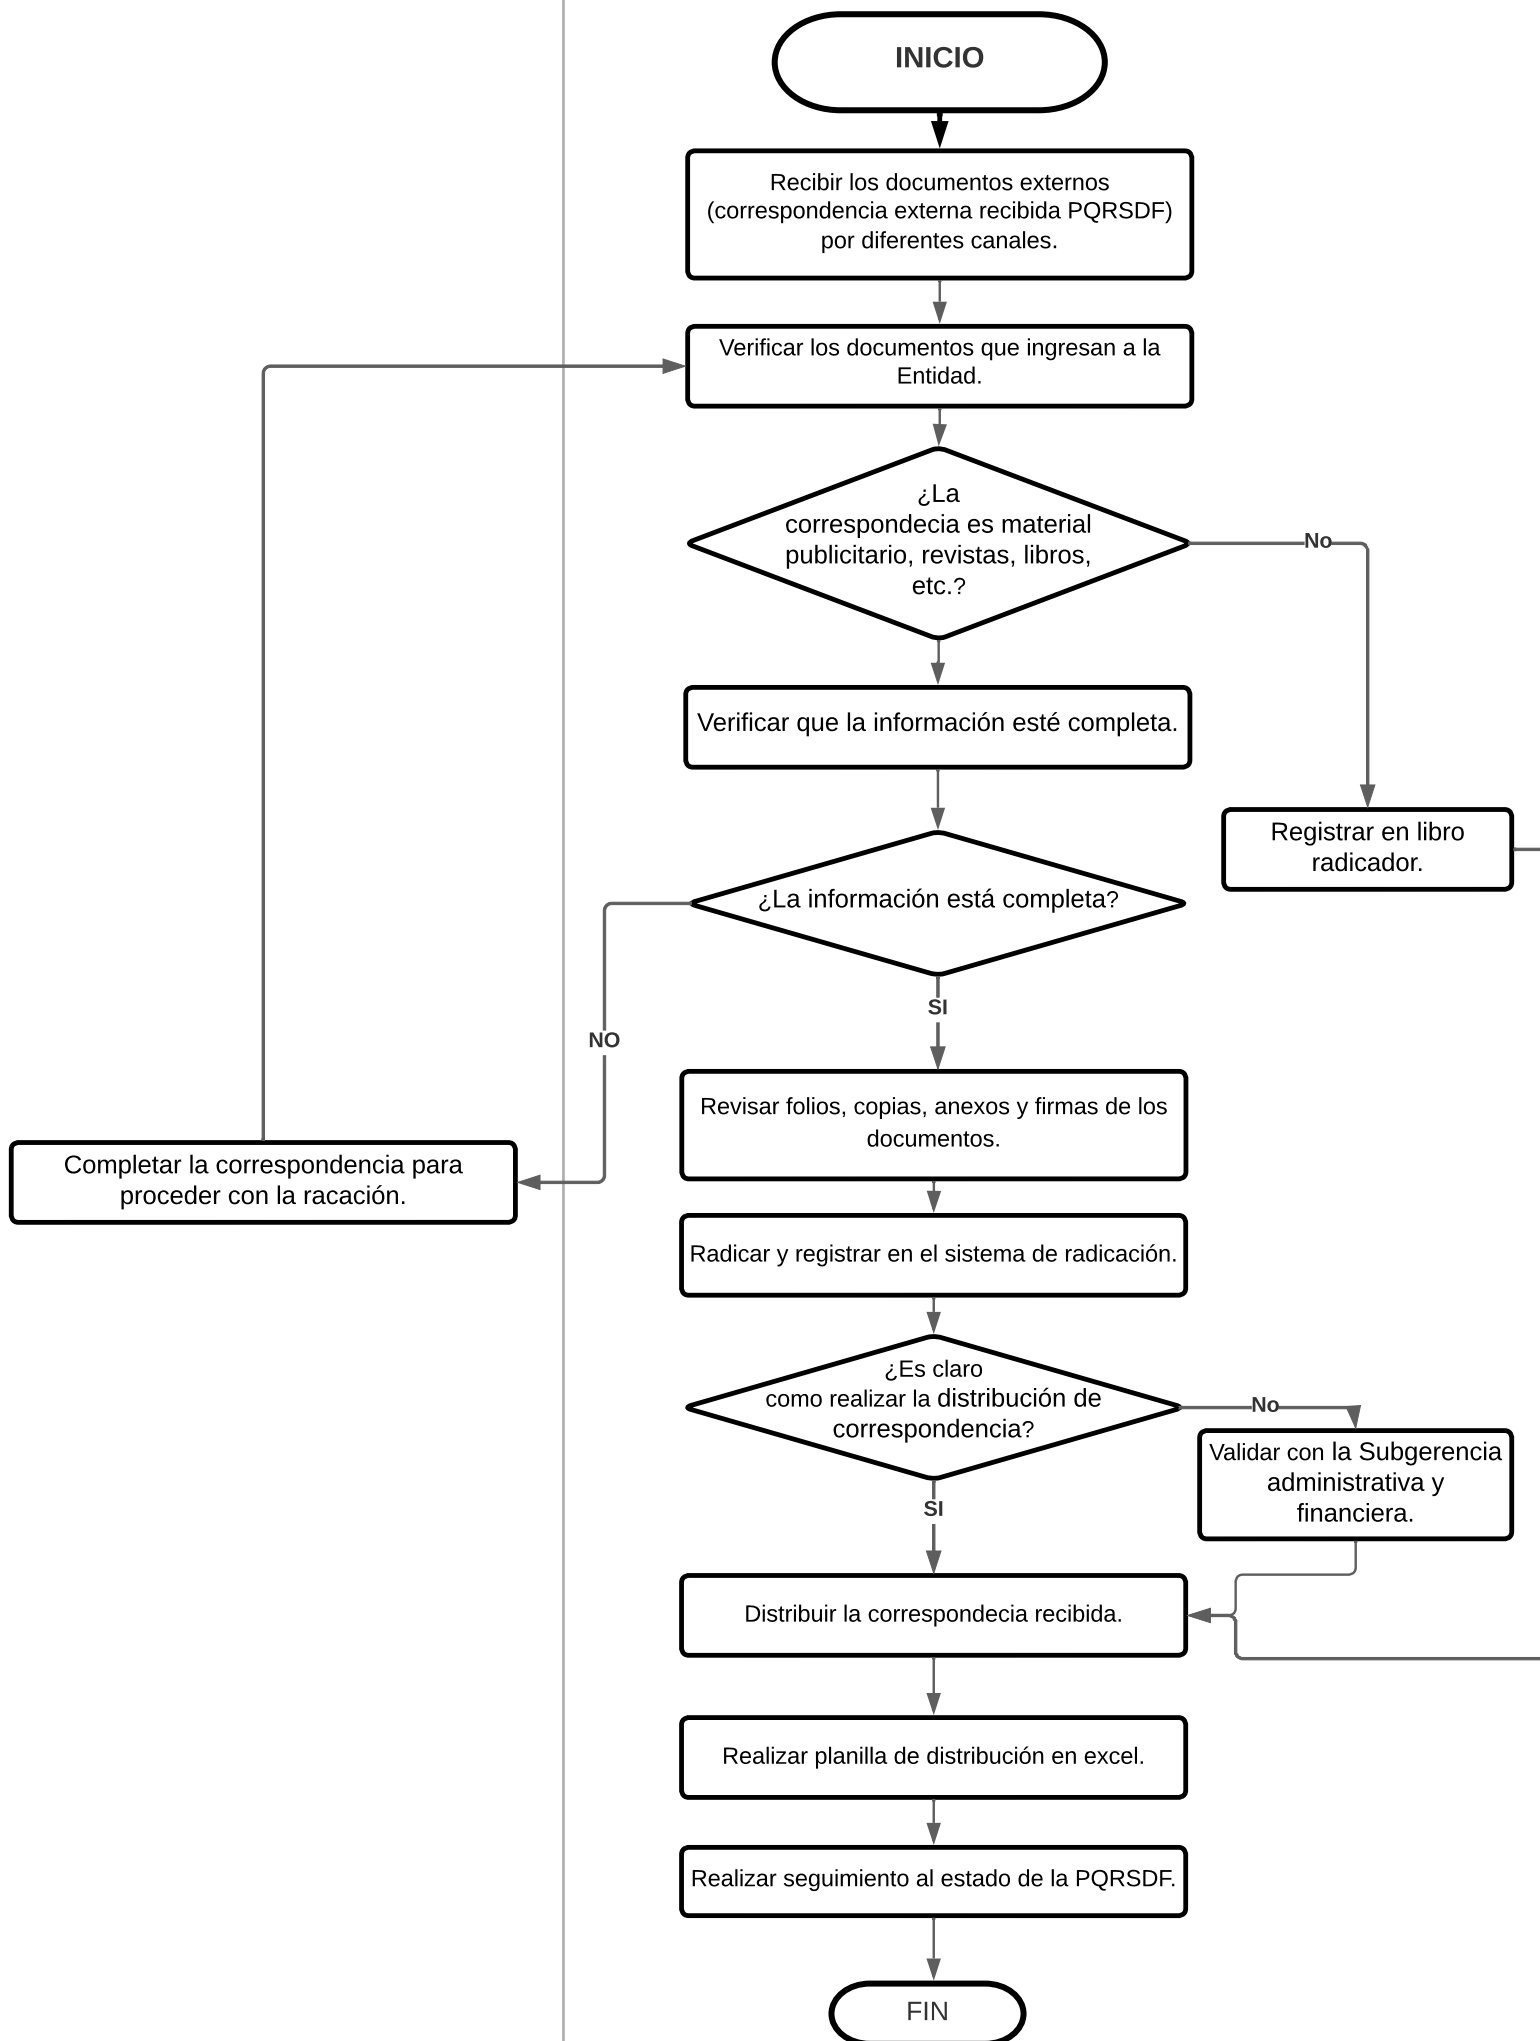 INICIO
Recibir los documentos externos
(correspondencia externa recibida PQRSDF)
por diferentes canales.
Verificar los documentos que ingresan a la
Entidad.
¿La
correspondecia es material
publicitario, revistas, libros,
etc.?
No
Verificar que la información esté completa.
Registrar en libro
radicador.
¿La información está completa?
SI
NO
Revisar folios, copias, anexos y firmas de los
documentos.
Completar la correspondencia para
proceder con la racación.
Radicar y registrar en el sistema de radicación.
¿Es claro
como realizar la distribución de
correspondencia?
No
Validar con la Subgerencia
administrativa y
financiera.
SI
Distribuir la correspondecia recibida.
Realizar planilla de distribución en excel.
Realizar seguimiento al estado de la PQRSDF.
FIN